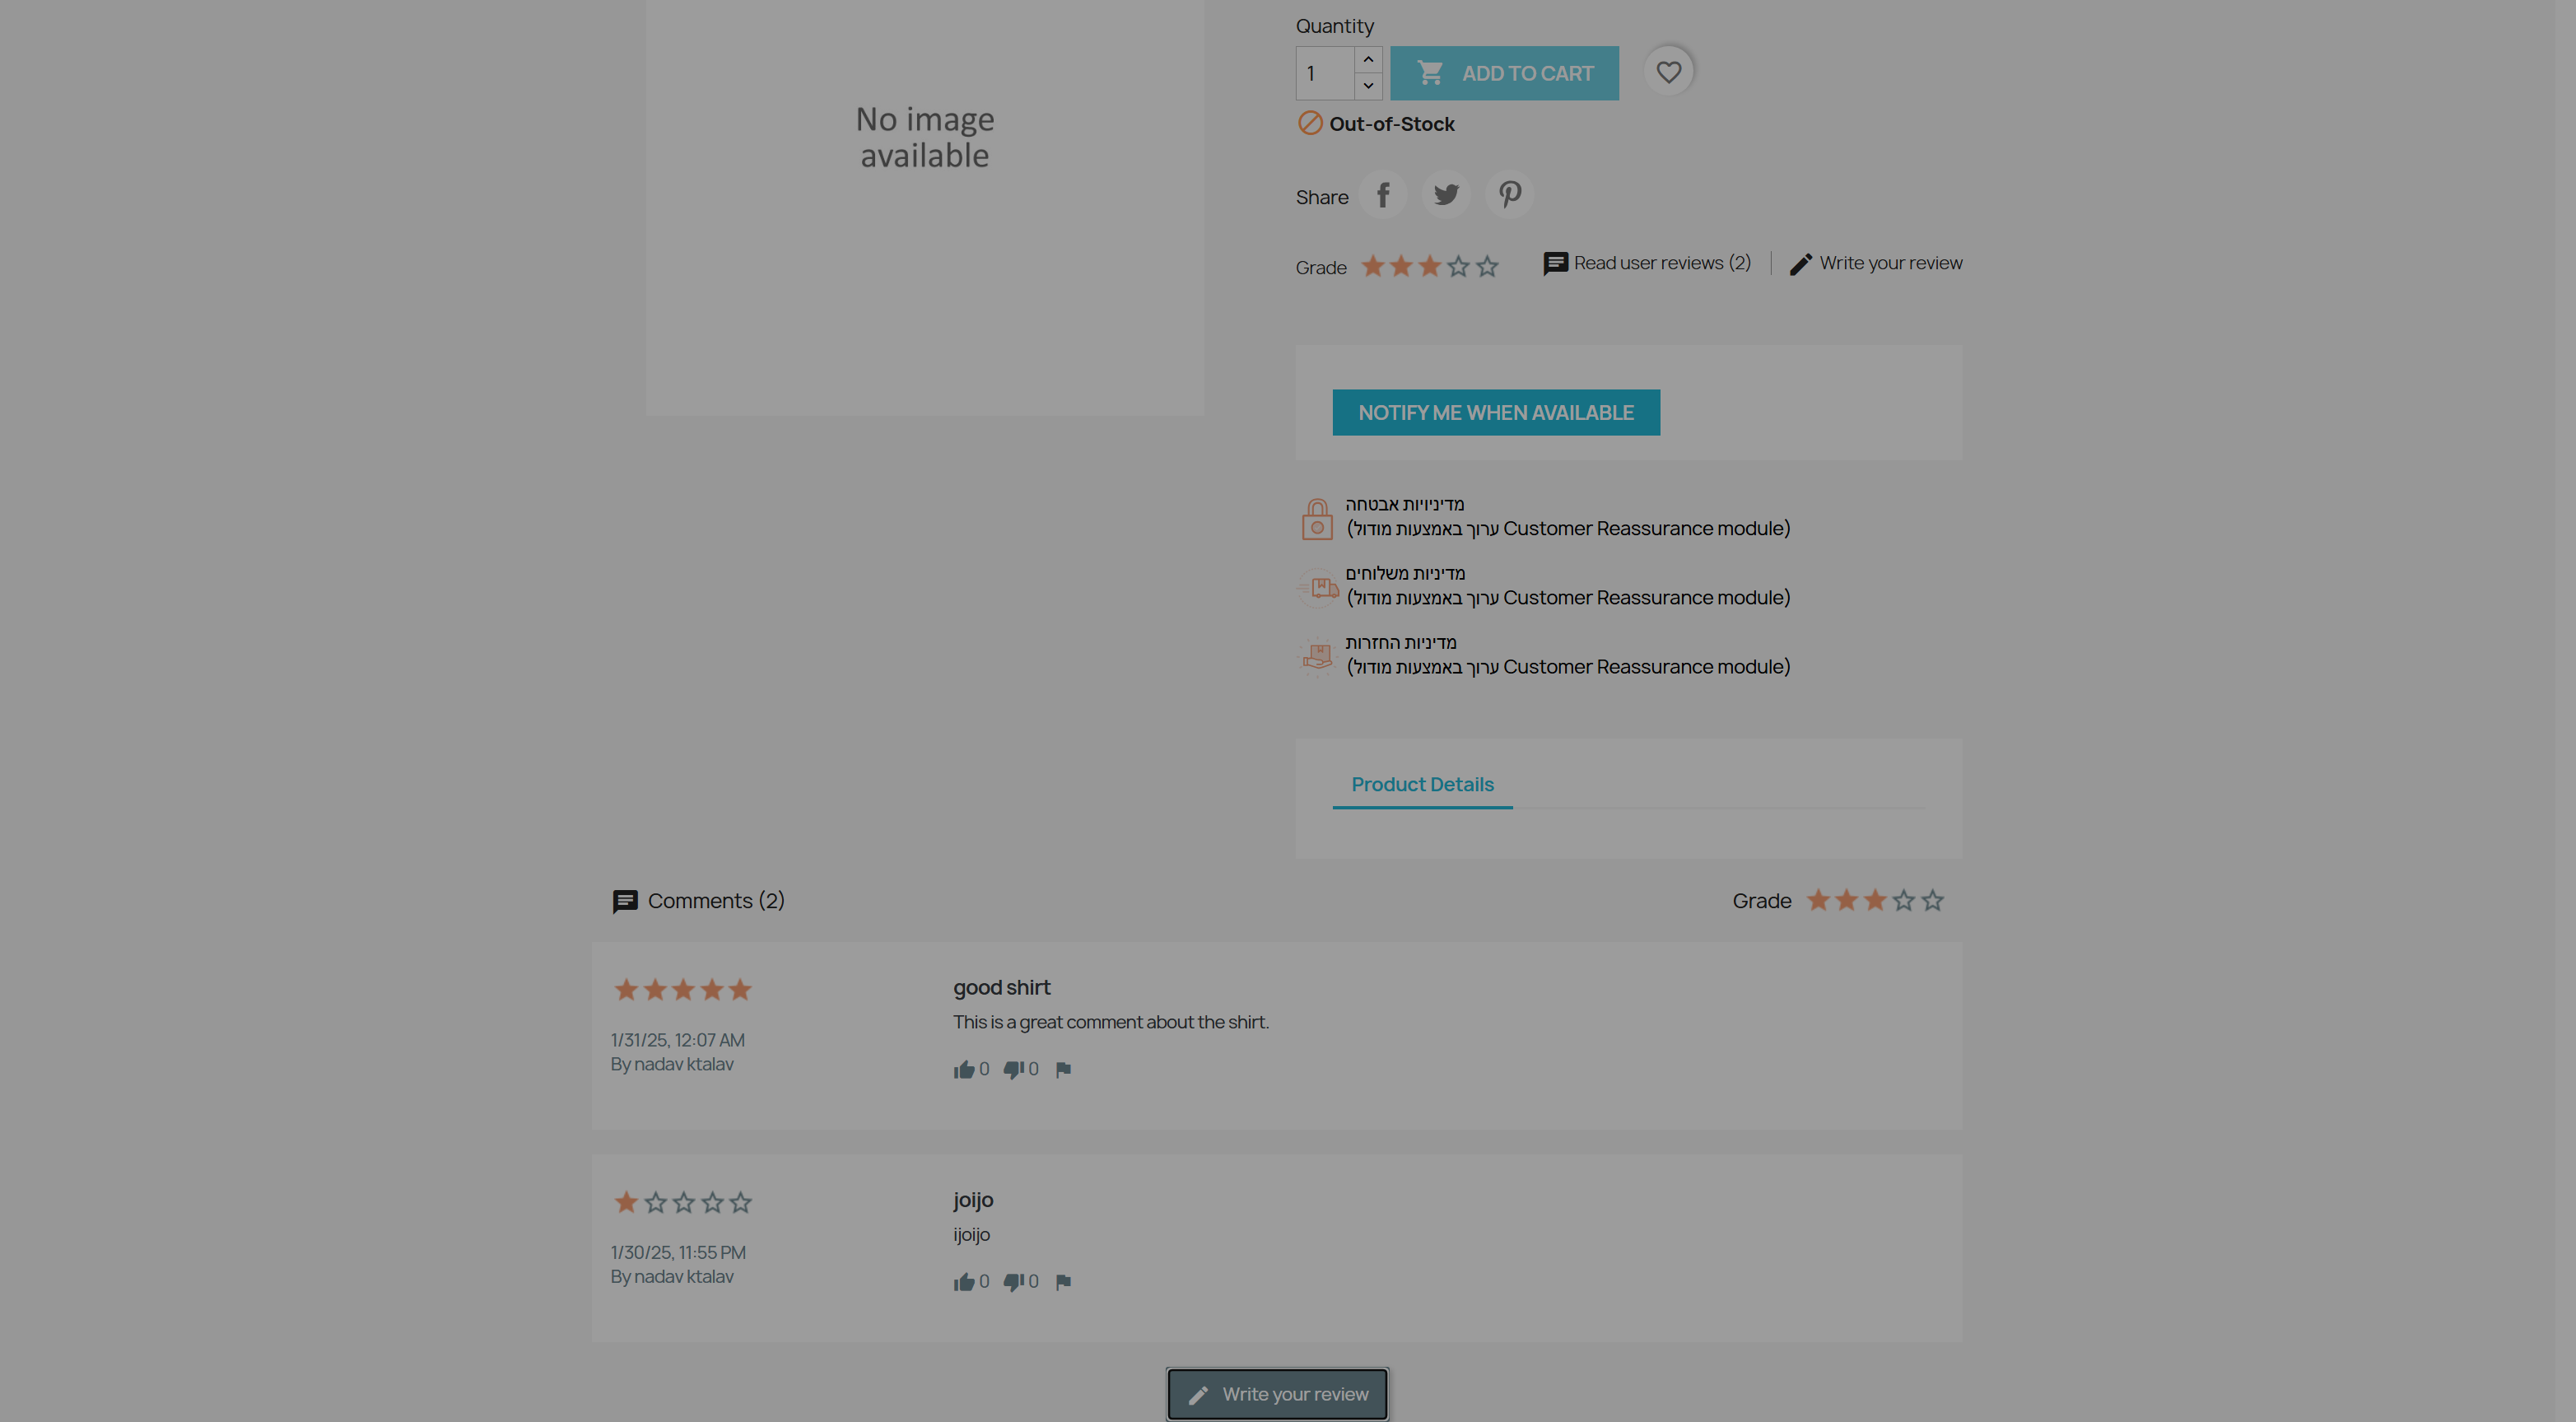 Quantity
1
ADD TO CART
Out-of-Stock
No image
available
Share
Grade
Read user reviews (2)
Write your review
NOTIFY ME WHEN AVAILABLE
מדיניויות אבטחה
(ערוך באמצעות מודול Customer Reassurance module)
מדיניות משלוחים
(ערוך באמצעות מודול Customer Reassurance module)
מדיניות החזרות
(ערוך באמצעות מודול Customer Reassurance module)
Product Details
Comments (2)
Grade
good shirt
This is a great comment about the shirt.
1/31/25, 12:07 AM
By nadav ktalav
0 0
joijo
ijoijo
1/30/25, 11:55 PM
By nadav ktalav
0 0
Write your review